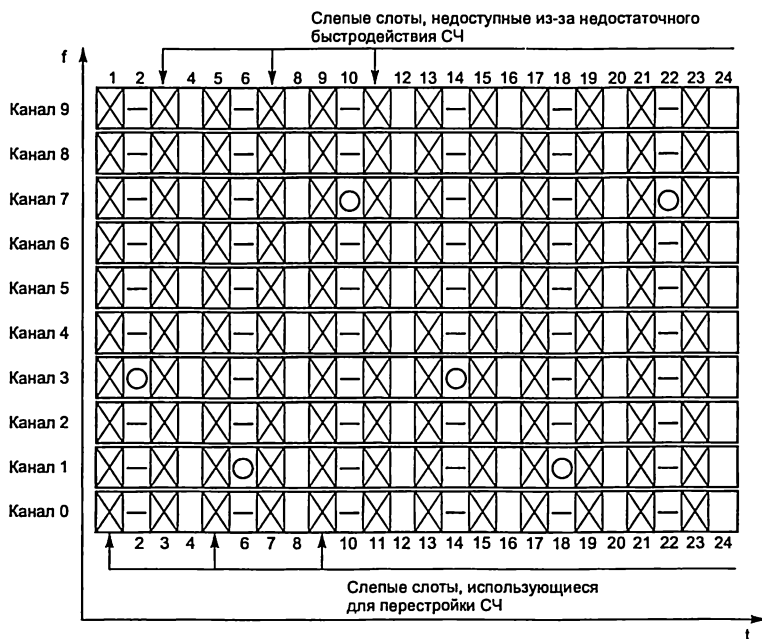 Слепые слоты, недоступные из-за недостаточного
быстродействия СЧ
f
1 2 3 4 5 6 7 8 9 10 11 12 13 14 15 16 17 18 19 20 21 22 23 24
Канал 9
Канал 8
Канал 7
Канал 6
Канал 5
Канал 4
Канал 3
Канал 2
Канал 1
Канал 0
2 3 4 6 7 8 10 11 12 13 14 15 16 17 18 19 20 21 22 23 24
Слепые слоты, использующиеся
для перестройки СЧ
t